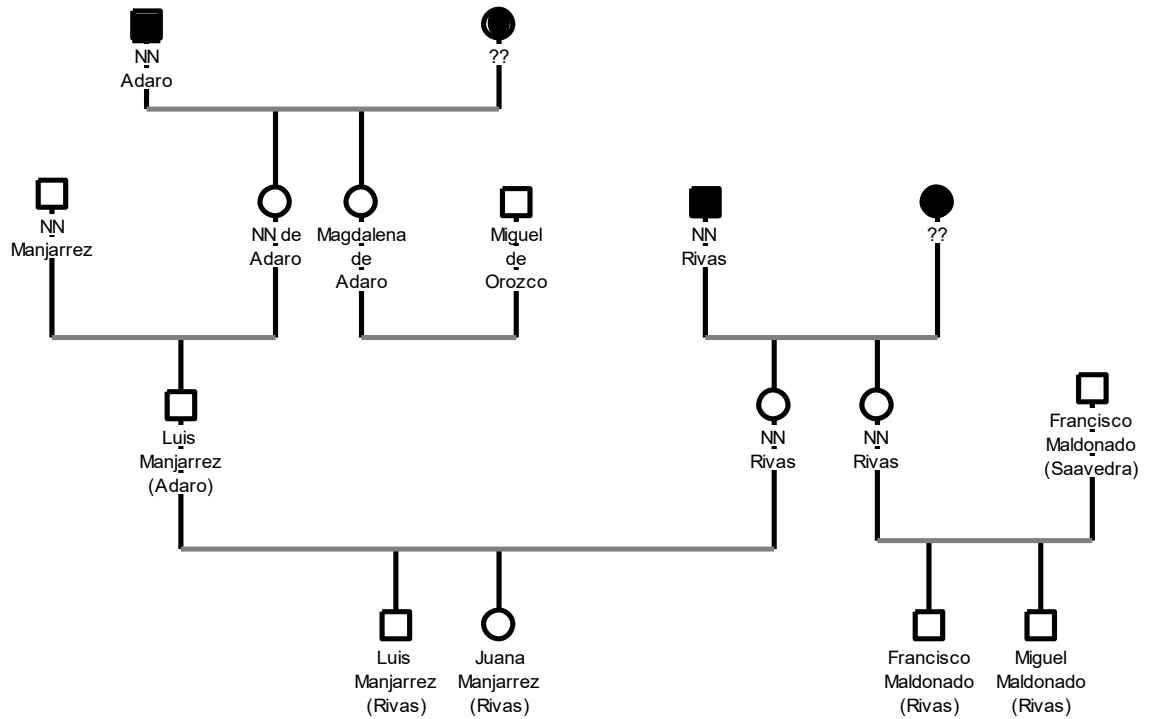 NN
Adaro
??
NN
Manjarrez
NN de
Adaro
Magdalena
de
Adaro
Miguel
de
Orozco
NN
Rivas
??
Luis
Manjarrez
(Adaro)
NN
Rivas
NN
Rivas
Francisco
Maldonado
(Saavedra)
Luis
Manjarrez
(Rivas)
Juana
Manjarrez
(Rivas)
Francisco
Maldonado
(Rivas)
Miguel
Maldonado
(Rivas)